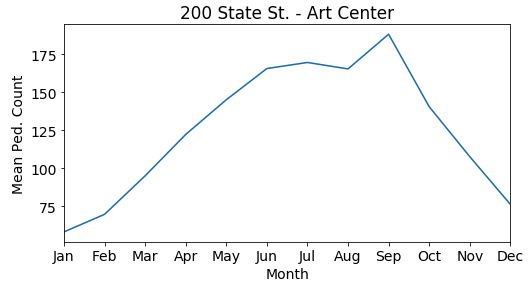 200 State St. - Art Center
Mean Ped. Count
175
150
125
100
75
Jan Feb Mar Apr May Jun Jul Aug Sep Oct Nov Dec
Month